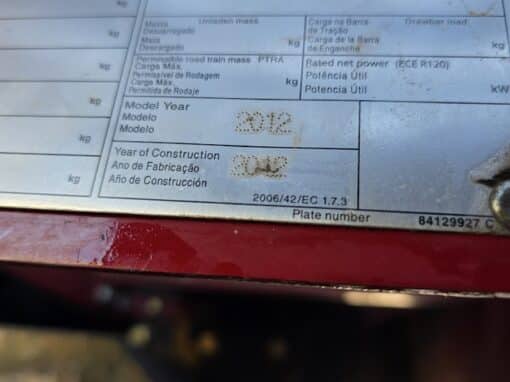 Unladen mass
Massa
Descarregado
Masa
Descargado
kg
Carga na Barra
de Tração
Drawbar load
Carga de la Barra
de Enganche
kg
Permissible road train mass PTRA
Carga Máx.
Permissível de Rodagem
Carga Máx.
Permitida de Rodaje
kg
Rated net power (ECE R120)
Potência Útil
Potencia Útil
kW
kg
kg
kg
Model Year
Modelo
Modelo
2012
Year of Construction
Ano de Fabricação
Año de Construcción
2012
2006/42/EC 1.7.3
Plate number
84129927 C